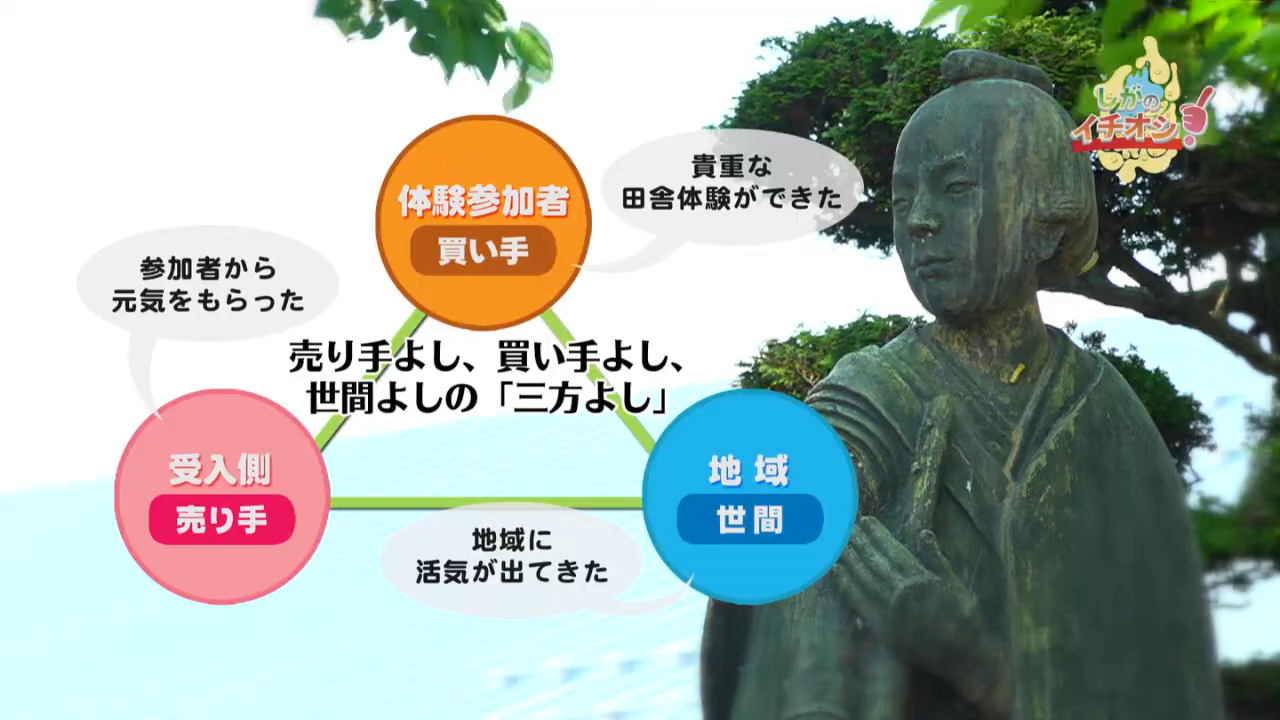 しがの
イチオシ!
体験参加者
買い手
貴重な
田舎体験ができた
参加者から
元気をもらった
売り手よし、買い手よし、
世間よしの「三方よし」
受入側
売り手
地域
世間
地域に
活気が出てきた